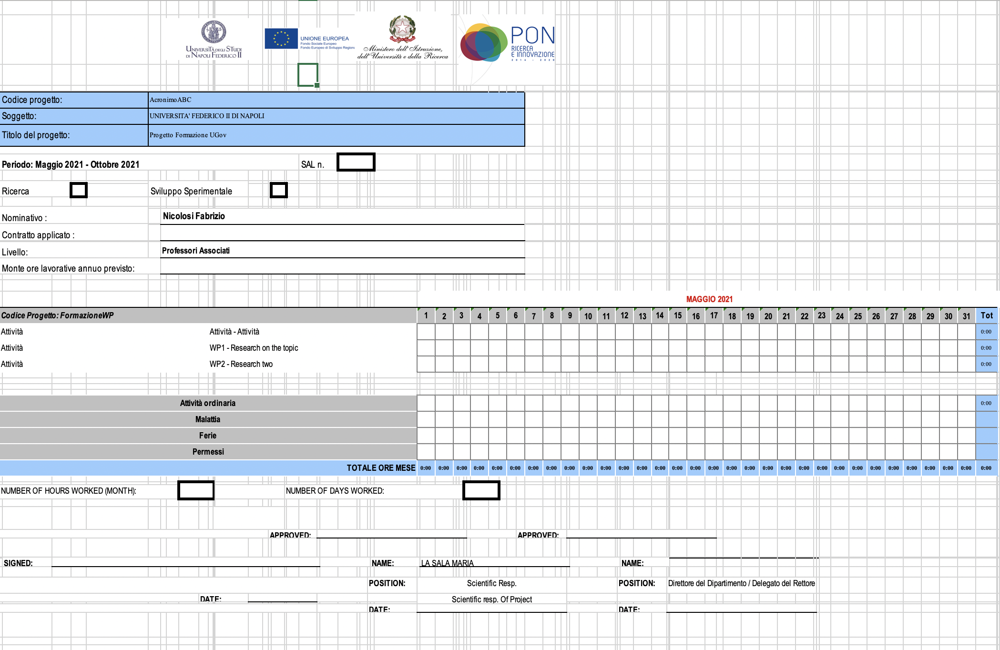 UNIVERSITÀ DEGLI STUDI
DI NAPOLI FEDERICO II
UNIONE EUROPEA
Fondo Sociale Europeo
Fondo Europeo di Sviluppo Regiona
Ministero dell'Istruzione,
dell'Università e della Ricerca
PON
RICERCA
E INNOVAZIONE
2014 - 2020
Codice progetto: AcronimoABC
Soggetto: UNIVERSITA' FEDERICO II DI NAPOLI
Titolo del progetto: Progetto Formazione UGov
Periodo: Maggio 2021 - Ottobre 2021 SAL n.
Ricerca Sviluppo Sperimentale
Nominativo : Nicolosi Fabrizio
Contratto applicato :
Livello: Professori Associati
Monte ore lavorative annuo previsto:
MAGGIO 2021
Codice Progetto: FormazioneWP 1 2 3 4 5 6 7 8 9 10 11 12 13 14 15 16 17 18 19 20 21 22 23 24 25 26 27 28 29 30 31 Tot
Attività Attività - Attività 0:00
Attività WP1 - Research on the topic 0:00
Attività WP2 - Research two 0:00
Attività ordinaria 0:00
Malattia
Ferie
Permessi
TOTALE ORE MESE 0:00 0:00 0:00 0:00 0:00 0:00 0:00 0:00 0:00 0:00 0:00 0:00 0:00 0:00 0:00 0:00 0:00 0:00 0:00 0:00 0:00 0:00 0:00 0:00 0:00 0:00 0:00 0:00 0:00 0:00 0:00 0:00
NUMBER OF HOURS WORKED (MONTH): NUMBER OF DAYS WORKED:
APPROVED: APPROVED:
SIGNED: NAME: LA SALA MARIA NAME:
POSITION: Scientific Resp. POSITION: Direttore del Dipartimento / Delegato del Rettore
DATE: Scientific resp. Of Project
DATE: DATE: